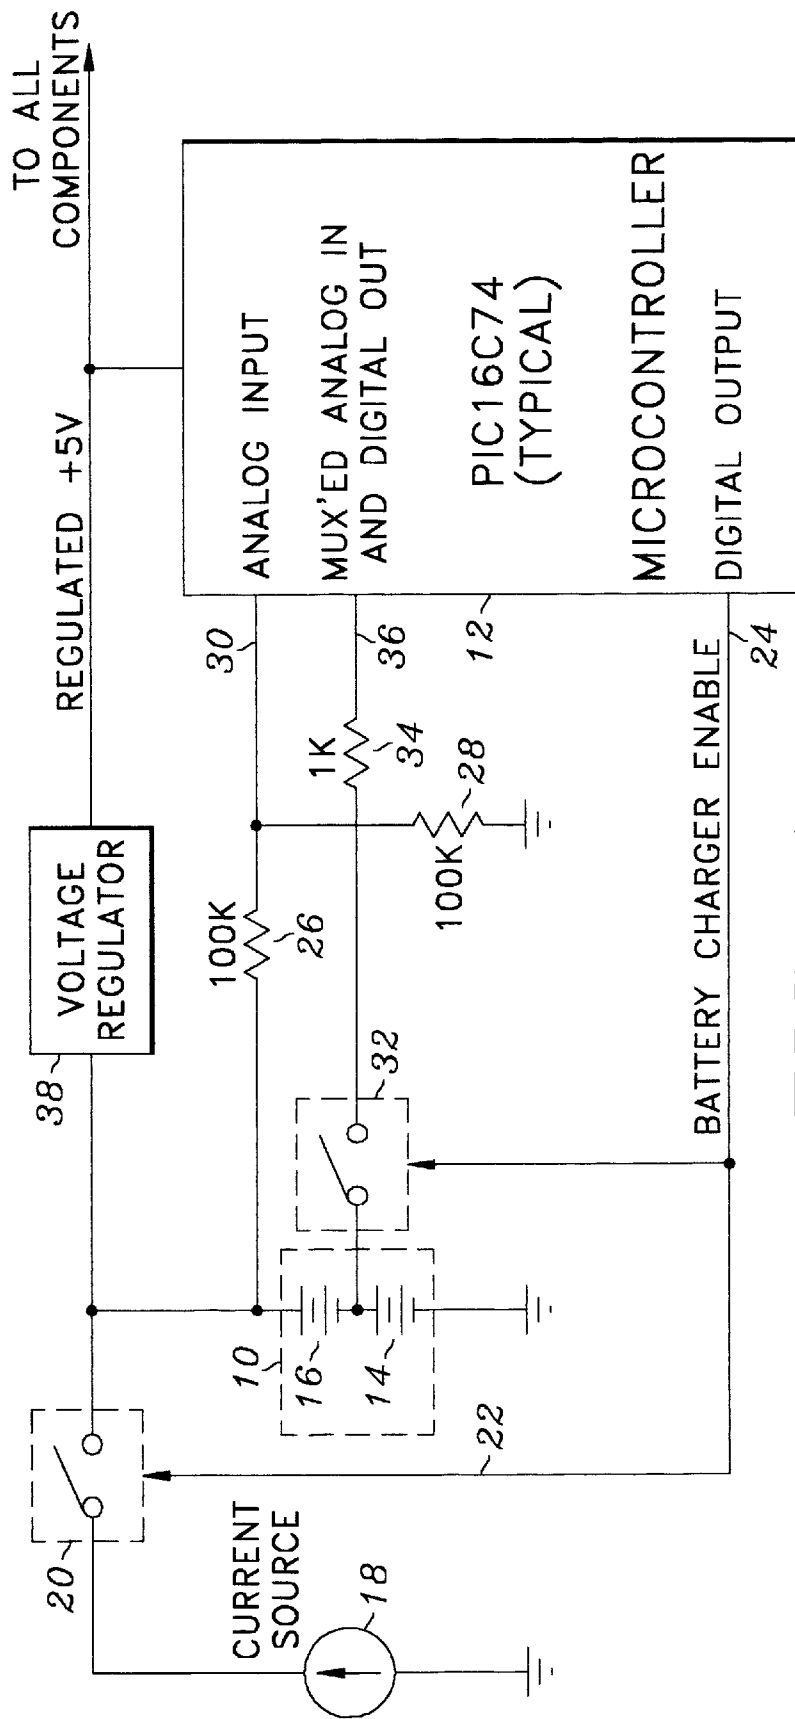 TO ALL
COMPONENTS
REGULATED +5V
VOLTAGE
REGULATOR
38
20
CURRENT
SOURCE
18
22
10
16
14
32
100K
26
30
ANALOG INPUT
1K
34
36
MUX'ED ANALOG IN
AND DIGITAL OUT
100K
28
12
PIC16C74
(TYPICAL)
MICROCONTROLLER
DIGITAL OUTPUT
BATTERY CHARGER ENABLE
24